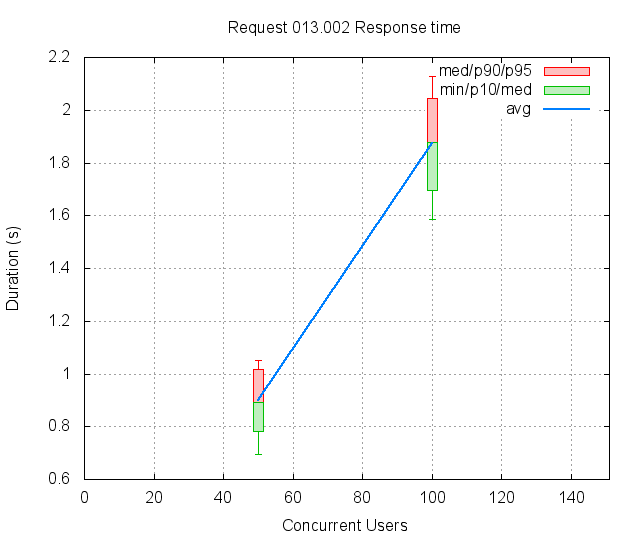 Request 013.002 Response time
med/p90/p95
min/p10/med
avg
2.2
2
1.8
1.6
1.4
1.2
1
0.8
0.6
Duration (s)
0 20 40 60 80 100 120 140
Concurrent Users